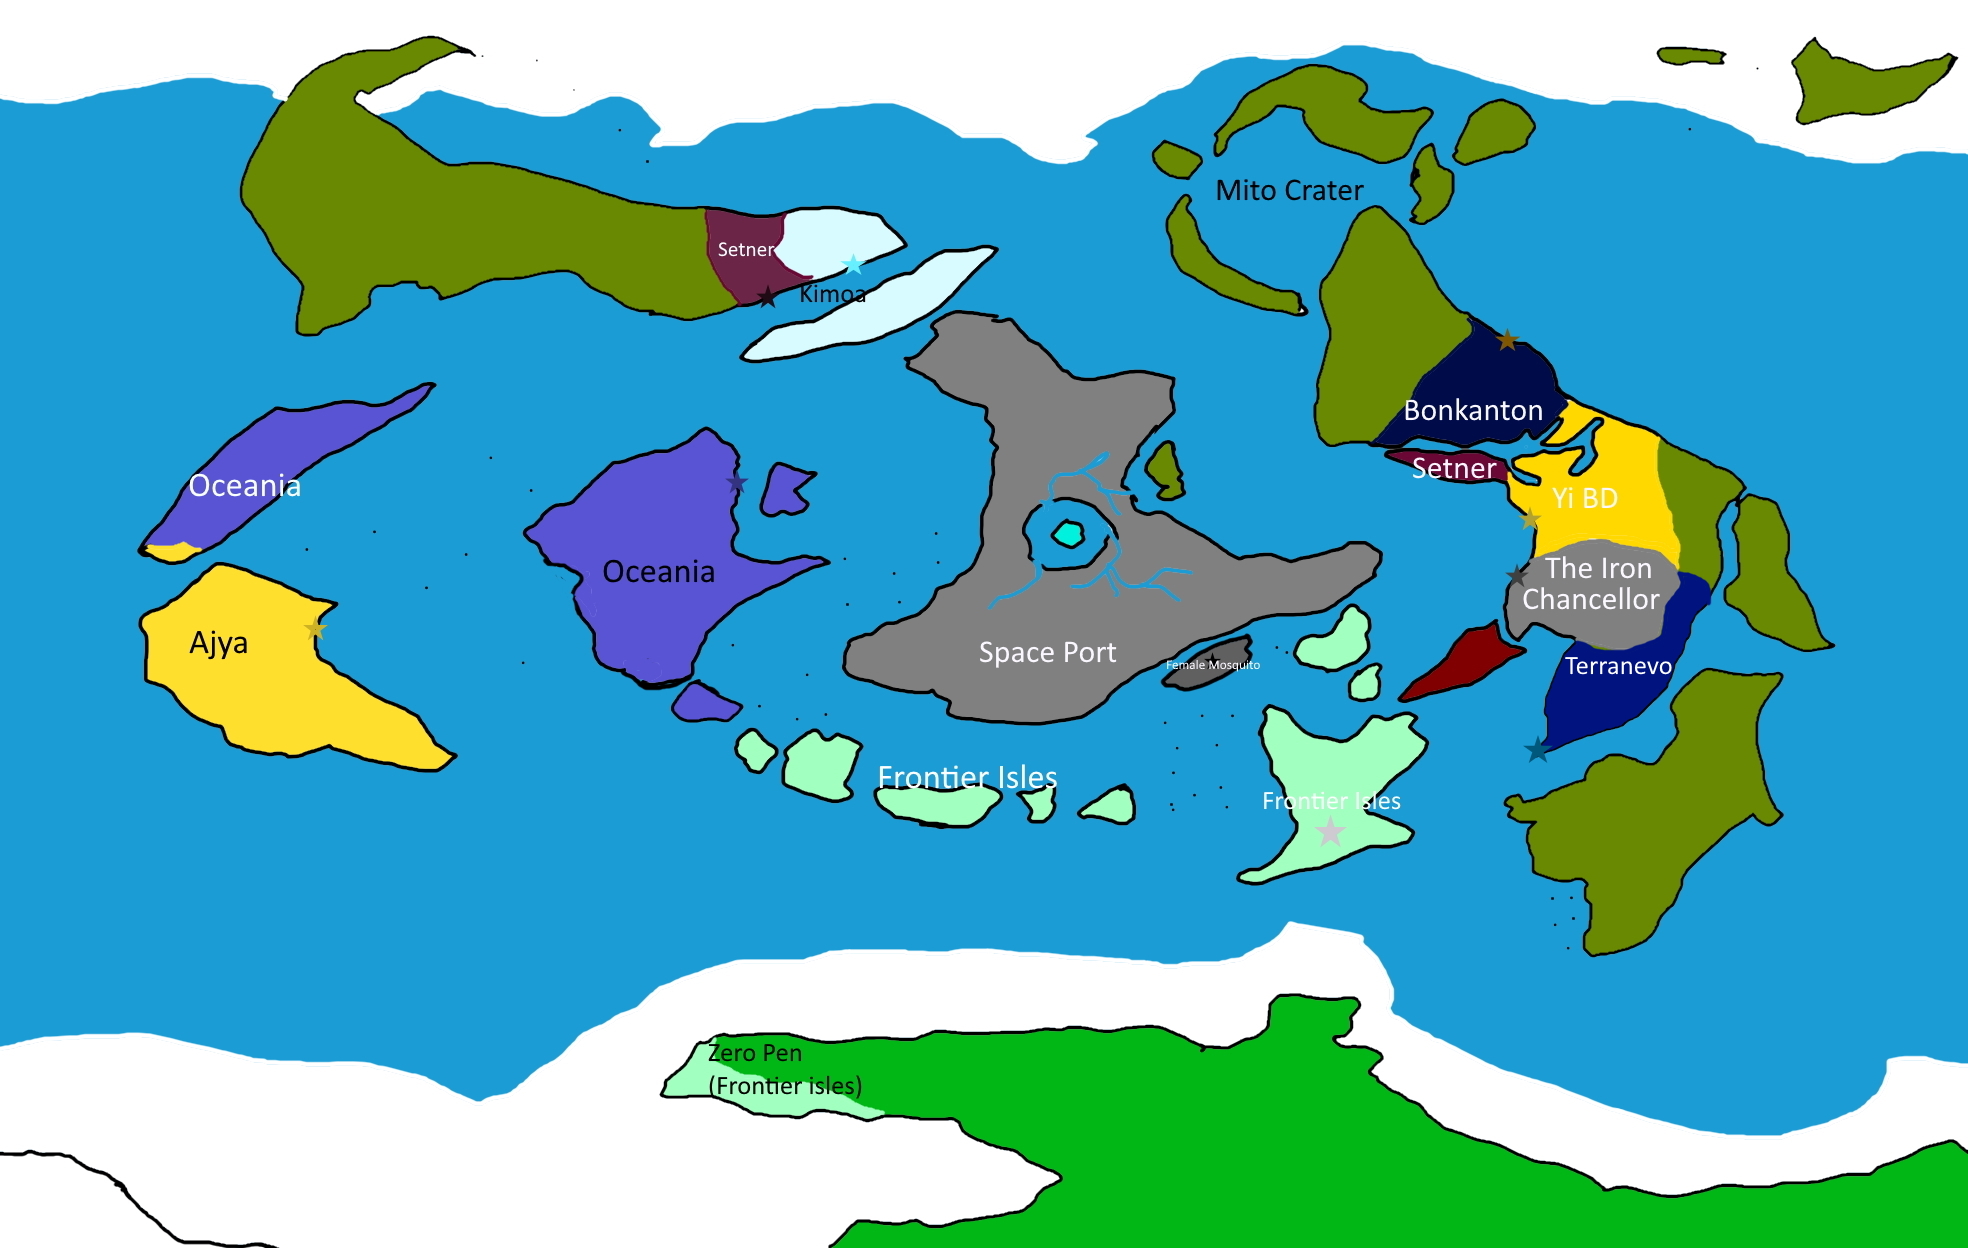 Mito Crater
Setner
Kimoa
Bonkanton
Setner
Oceania
Yi BD
Oceania
The Iron
Chancellor
Ajya
Space Port
Female Mosquito
Terranevo
Frontier Isles
Frontier Isles
Zero Pen
(Frontier isles)